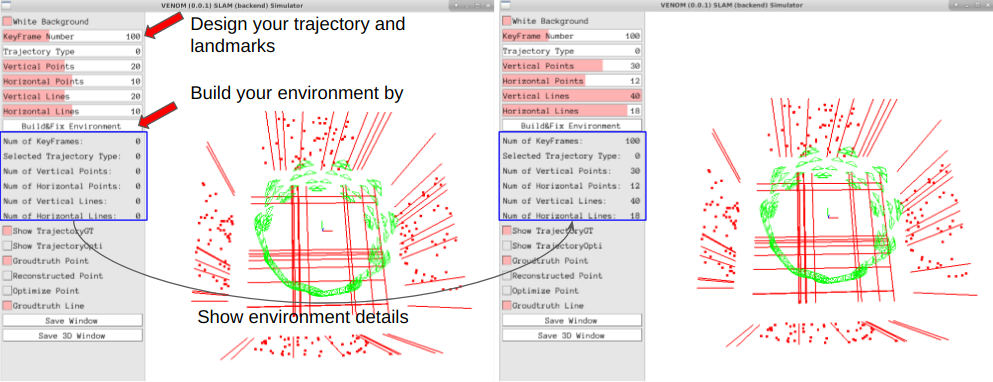 VENOM (0.0.1) SLAM (backend) Simulator
White Background
KeyFrame Number 100
Trajectory Type 0
Vertical Points 20
Horizontal Points 10
Vertical Lines 20
Horizontal Lines 10
Build&Fix Environment
Num of KeyFrames: 0
Selected Trajectory Type: 0
Num of Vertical Points: 0
Num of Horizontal Points: 0
Num of Vertical Lines: 0
Num of Horizontal Lines: 0
Show TrajectoryGT
Show TrajectoryOpti
Groudtruth Point
Reconstructed Point
Optimize Point
Groudtruth Line
Save Window
Save 3D Window
Design your trajectory and
landmarks
Build your environment by
Show environment details
VENOM (0.0.1) SLAM (backend) Simulator
White Background
KeyFrame Number 100
Trajectory Type 0
Vertical Points 30
Horizontal Points 12
Vertical Lines 40
Horizontal Lines 18
Build&Fix Environment
Num of KeyFrames: 100
Selected Trajectory Type: 0
Num of Vertical Points: 30
Num of Horizontal Points: 12
Num of Vertical Lines: 40
Num of Horizontal Lines: 18
Show TrajectoryGT
Show TrajectoryOpti
Groudtruth Point
Reconstructed Point
Optimize Point
Groudtruth Line
Save Window
Save 3D Window